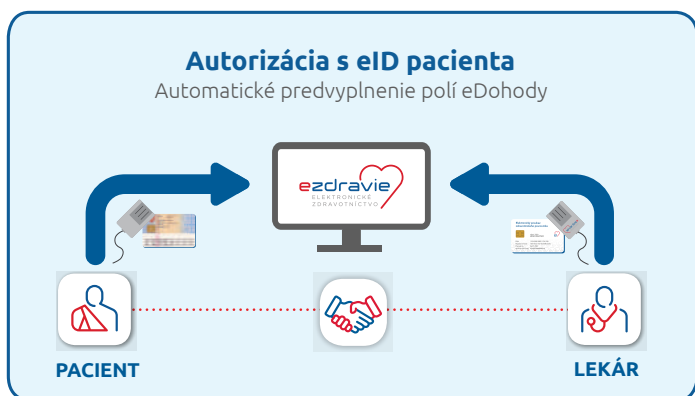 Autorizácia s eID pacienta
Automatické predvyplnenie polí eDohody
ezdravie
ELEKTRONICKÉ
ZDRAVOTNÍCTVO
PACIENT
LEKÁR